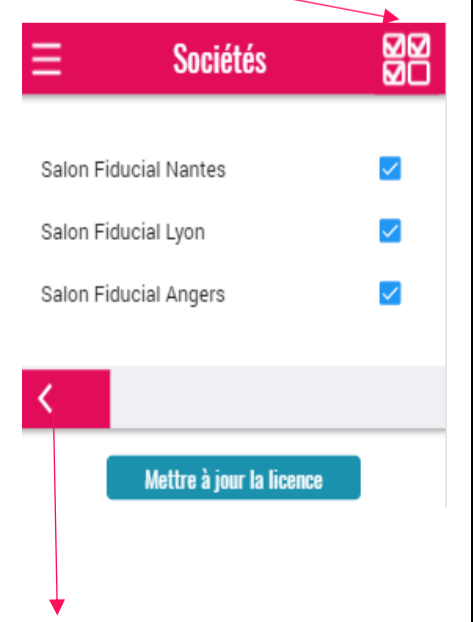 Sociétés
Salon Fiducial Nantes
Salon Fiducial Lyon
Salon Fiducial Angers
Mettre à jour la licence